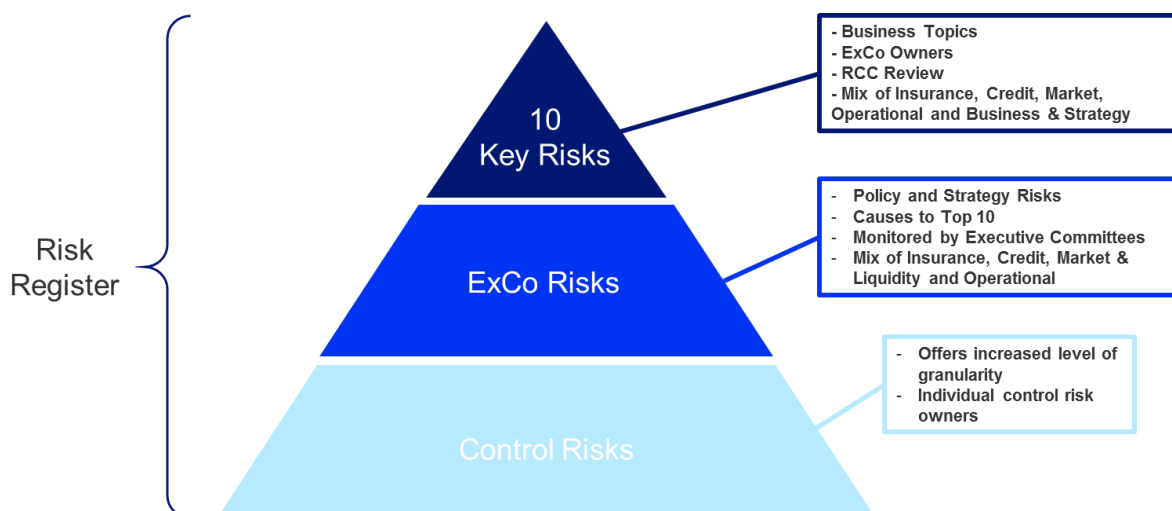 Risk
Register
10
Key Risks
ExCo Risks
Control Risks
- Business Topics
- ExCo Owners
- RCC Review
- Mix of Insurance, Credit, Market,
Operational and Business & Strategy
- Policy and Strategy Risks
- Causes to Top 10
- Monitored by Executive Committees
- Mix of Insurance, Credit, Market &
Liquidity and Operational
- Offers increased level of
granularity
- Individual control risk
owners